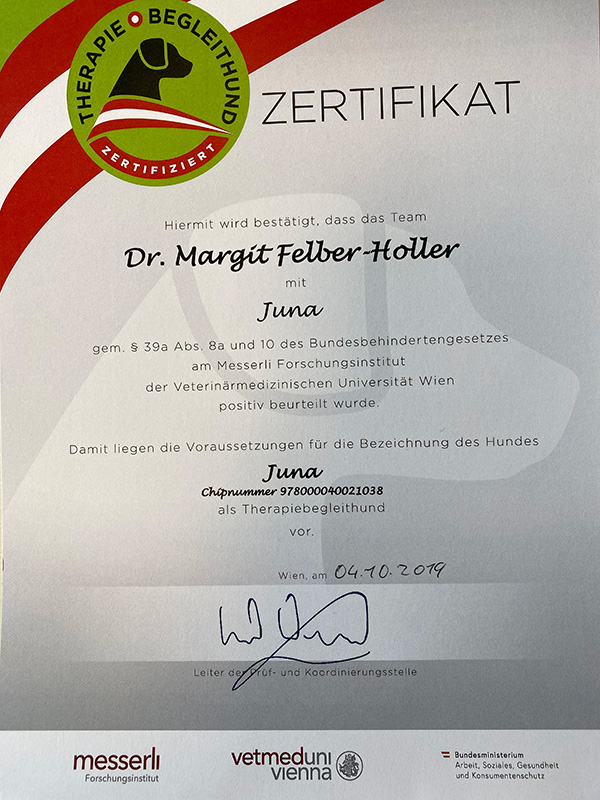 THERAPIE BEGLEITHUND
ZERTIFIZIERT
ZERTIFIKAT
Hiermit wird bestätigt, dass das Team
Dr. Margit Felber-Holler
mit
Juna
gem. § 39a Abs. 8a und 10 des Bundesbehindertengesetzes
am Messerli Forschungsinstitut
der Veterinärmedizinischen Universität Wien
positiv beurteilt wurde.
Damit liegen die Voraussetzungen für die Bezeichnung des Hundes
Juna
Chipnummer 978000040021038
als Therapiebegleithund
vor.
Wien, am 04.10.2019
Leiter der Prüf- und Koordinierungsstelle
messerli
Forschungsinstitut
vetmeduni
vienna
Bundesministerium
Arbeit, Soziales, Gesundheit
und Konsumentenschutz